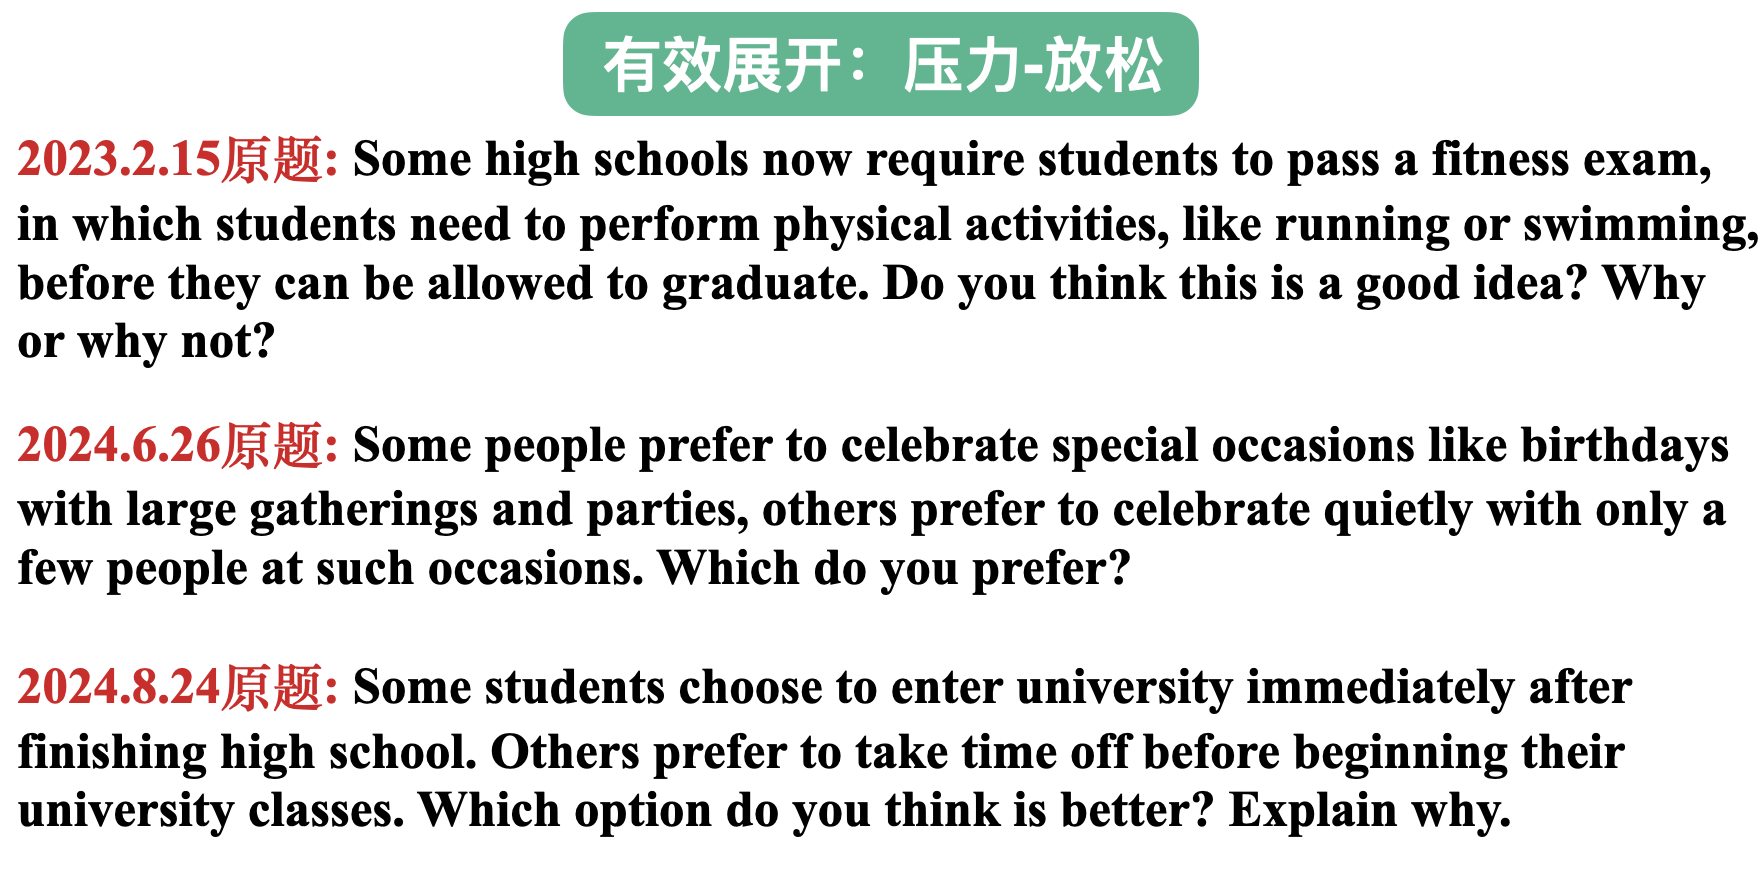 有效展开：压力-放松
2023.2.15原题: Some high schools now require students to pass a fitness exam,
in which students need to perform physical activities, like running or swimming,
before they can be allowed to graduate. Do you think this is a good idea? Why
or why not?
2024.6.26原题: Some people prefer to celebrate special occasions like birthdays
with large gatherings and parties, others prefer to celebrate quietly with only a
few people at such occasions. Which do you prefer?
2024.8.24原题: Some students choose to enter university immediately after
finishing high school. Others prefer to take time off before beginning their
university classes. Which option do you think is better? Explain why.